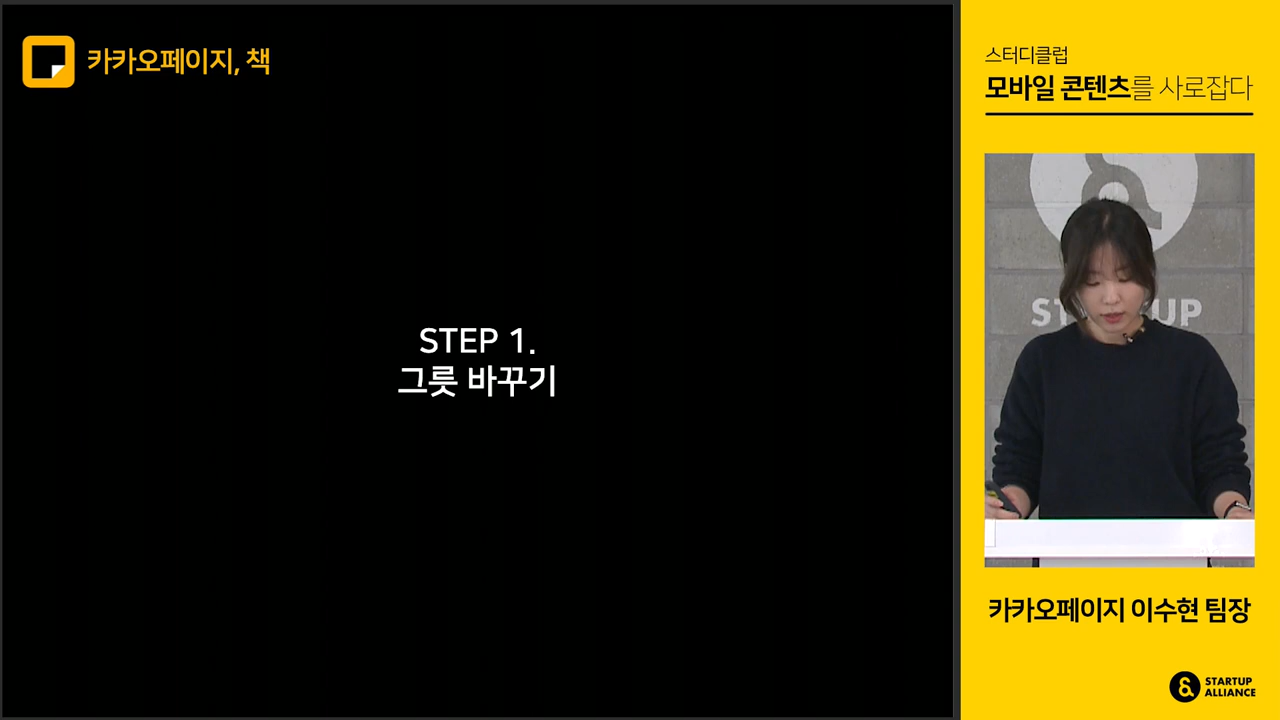 카카오페이지, 책
STEP 1.
그릇 바꾸기
스터디클럽
모바일 콘텐츠를 사로잡다
카카오페이지 이수현 팀장
STARTUP
ALLIANCE